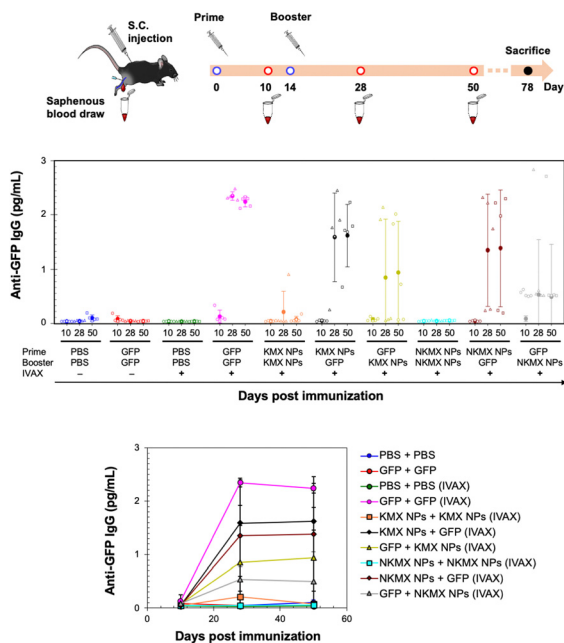 S.C.
injection
Saphenous
blood draw
Prime
Booster
Sacrifice
0 10 14 28 50 78 Day
Anti-GFP IgG (pg/mL)
3
2
1
0
10 28 50 10 28 50 10 28 50 10 28 50 10 28 50 10 28 50 10 28 50 10 28 50 10 28 50 10 28 50
Prime PBS GFP PBS GFP KMX NPs KMX NPs GFP NKMX NPs NKMX NPs GFP
Booster PBS GFP PBS GFP KMX NPs GFP KMX NPs NKMX NPs GFP NKMX NPs
IVAX – – + + + + + + + +
Days post immunization
Anti-GFP IgG (pg/mL)
3
2
1
0
0 20 40 60
Days post immunization
PBS + PBS
GFP + GFP
PBS + PBS (IVAX)
GFP + GFP (IVAX)
KMX NPs + KMX NPs (IVAX)
KMX NPs + GFP (IVAX)
GFP + KMX NPs (IVAX)
NKMX NPs + NKMX NPs (IVAX)
NKMX NPs + GFP (IVAX)
GFP + NKMX NPs (IVAX)